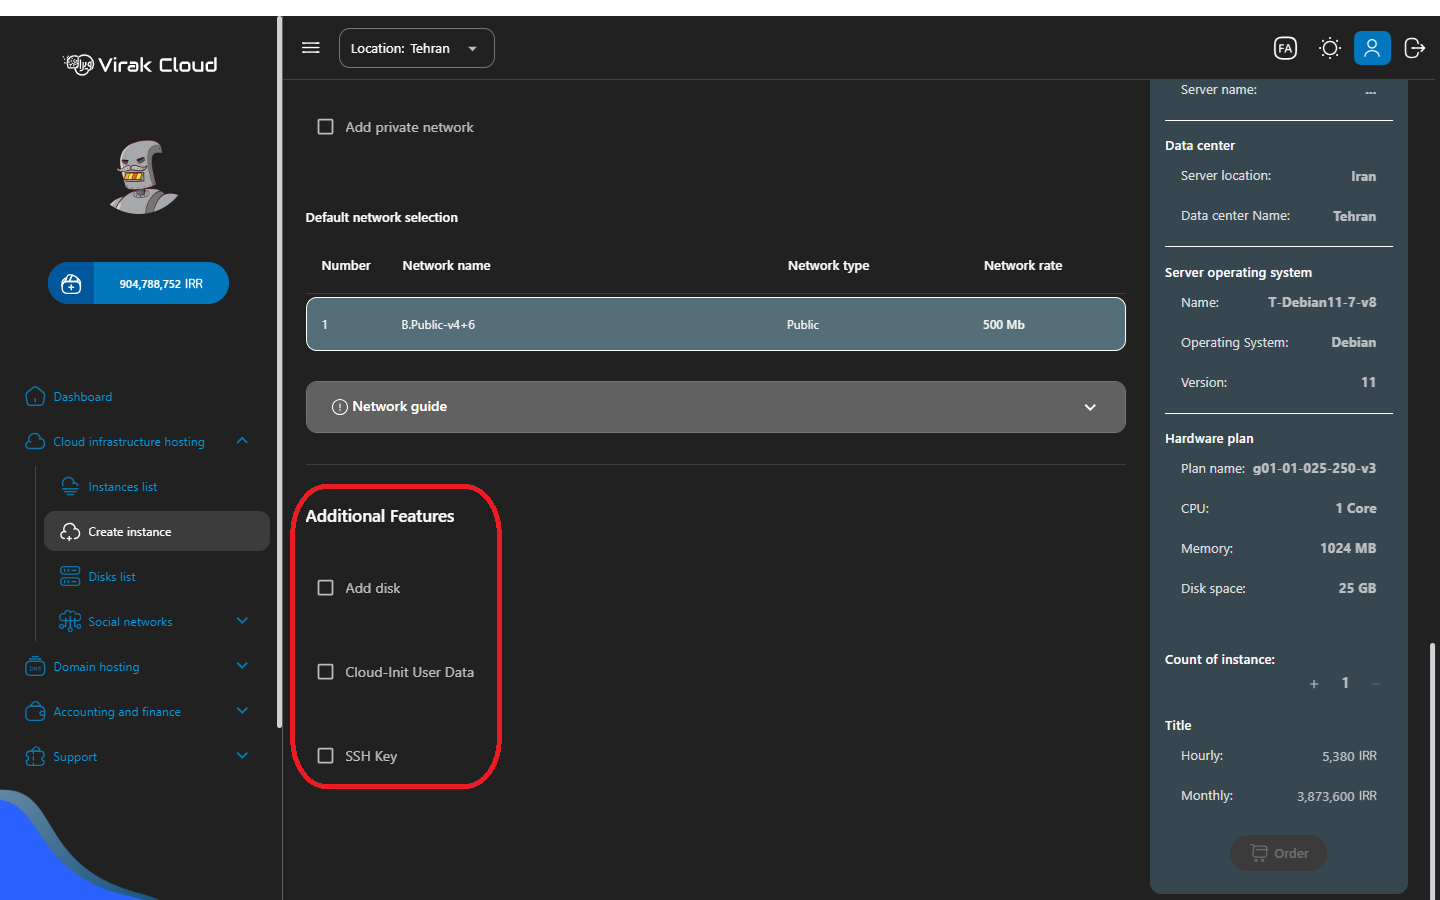 Virak Cloud
904,788,752 IRR
Dashboard
Cloud infrastructure hosting
Instances list
Create instance
Disks list
Social networks
Domain hosting
Accounting and finance
Support
Location: Tehran
FA
Add private network
Default network selection
Number Network name Network type Network rate
1 B.Public-v4+6 Public 500 Mb
Network guide
Additional Features
Add disk
Cloud-Init User Data
SSH Key
Server name: ---
Data center
Server location: Iran
Data center Name: Tehran
Server operating system
Name: T-Debian11-7-v8
Operating System: Debian
Version: 11
Hardware plan
Plan name: g01-01-025-250-v3
CPU: 1 Core
Memory: 1024 MB
Disk space: 25 GB
Count of instance:
+ 1 −
Title
Hourly: 5,380 IRR
Monthly: 3,873,600 IRR
Order